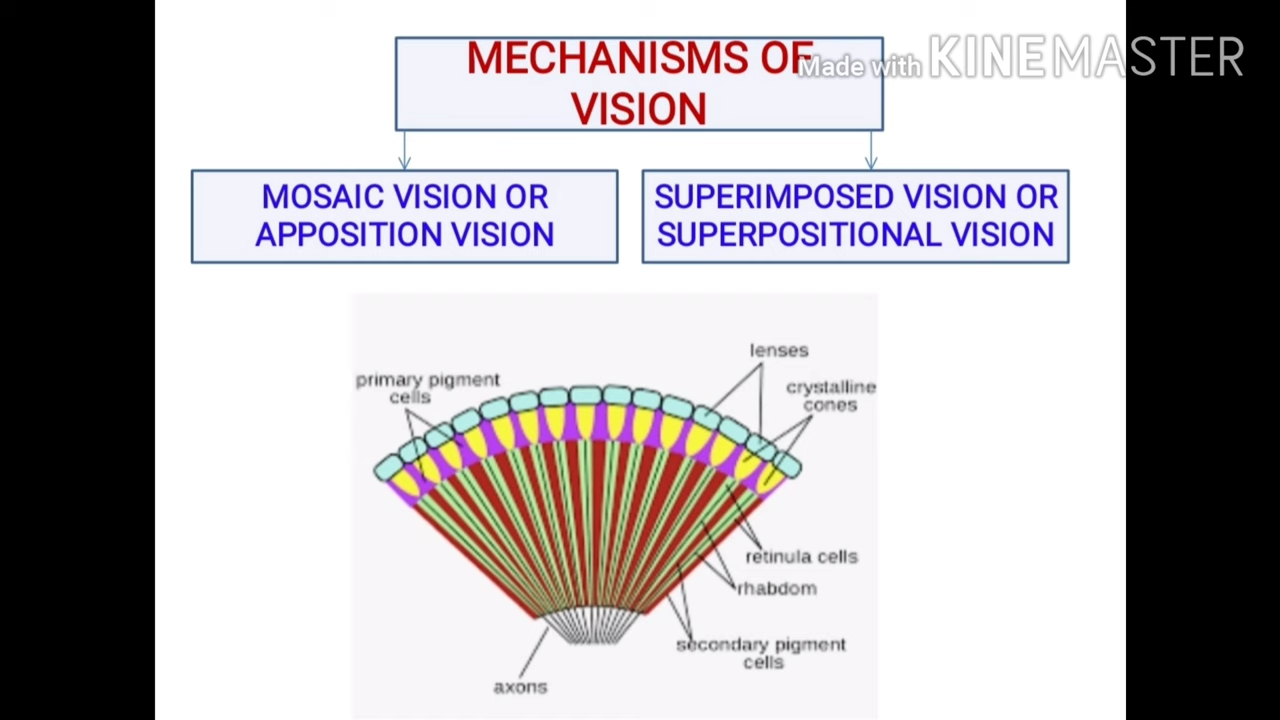 MECHANISMS OF
VISION
Made with KINEMASTER
MOSAIC VISION OR
APPOSITION VISION
SUPERIMPOSED VISION OR
SUPERPOSITIONAL VISION
lenses
primary pigment
cells
crystalline
cones
retinula cells
rhabdom
secondary pigment
cells
axons